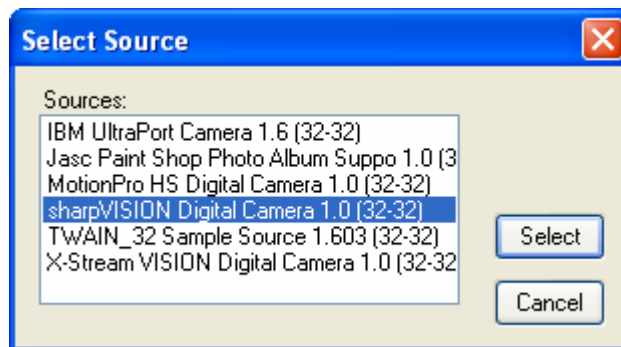 Select Source
Sources:
IBM UltraPort Camera 1.6 (32-32)
Jasc Paint Shop Photo Album Suppo 1.0 (3
MotionPro HS Digital Camera 1.0 (32-32)
sharpVISION Digital Camera 1.0 (32-32)
TWAIN_32 Sample Source 1.603 (32-32)
X-Stream VISION Digital Camera 1.0 (32-32
Select
Cancel